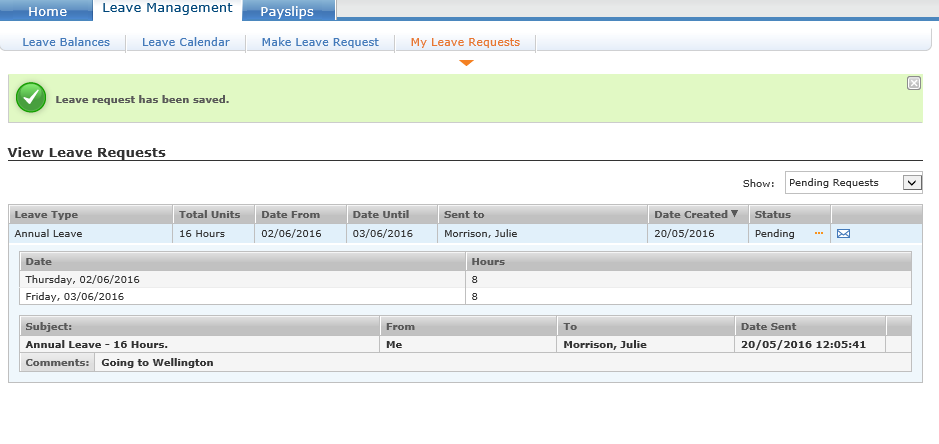 Home Leave Management Payslips
Leave Balances Leave Calendar Make Leave Request My Leave Requests
Leave request has been saved.
View Leave Requests
Show: Pending Requests
Leave Type Total Units Date From Date Until Sent to Date Created Status
Annual Leave 16 Hours 02/06/2016 03/06/2016 Morrison, Julie 20/05/2016 Pending
Date Hours
Thursday, 02/06/2016 8
Friday, 03/06/2016 8
Subject: From To Date Sent
Annual Leave - 16 Hours. Me Morrison, Julie 20/05/2016 12:05:41
Comments: Going to Wellington